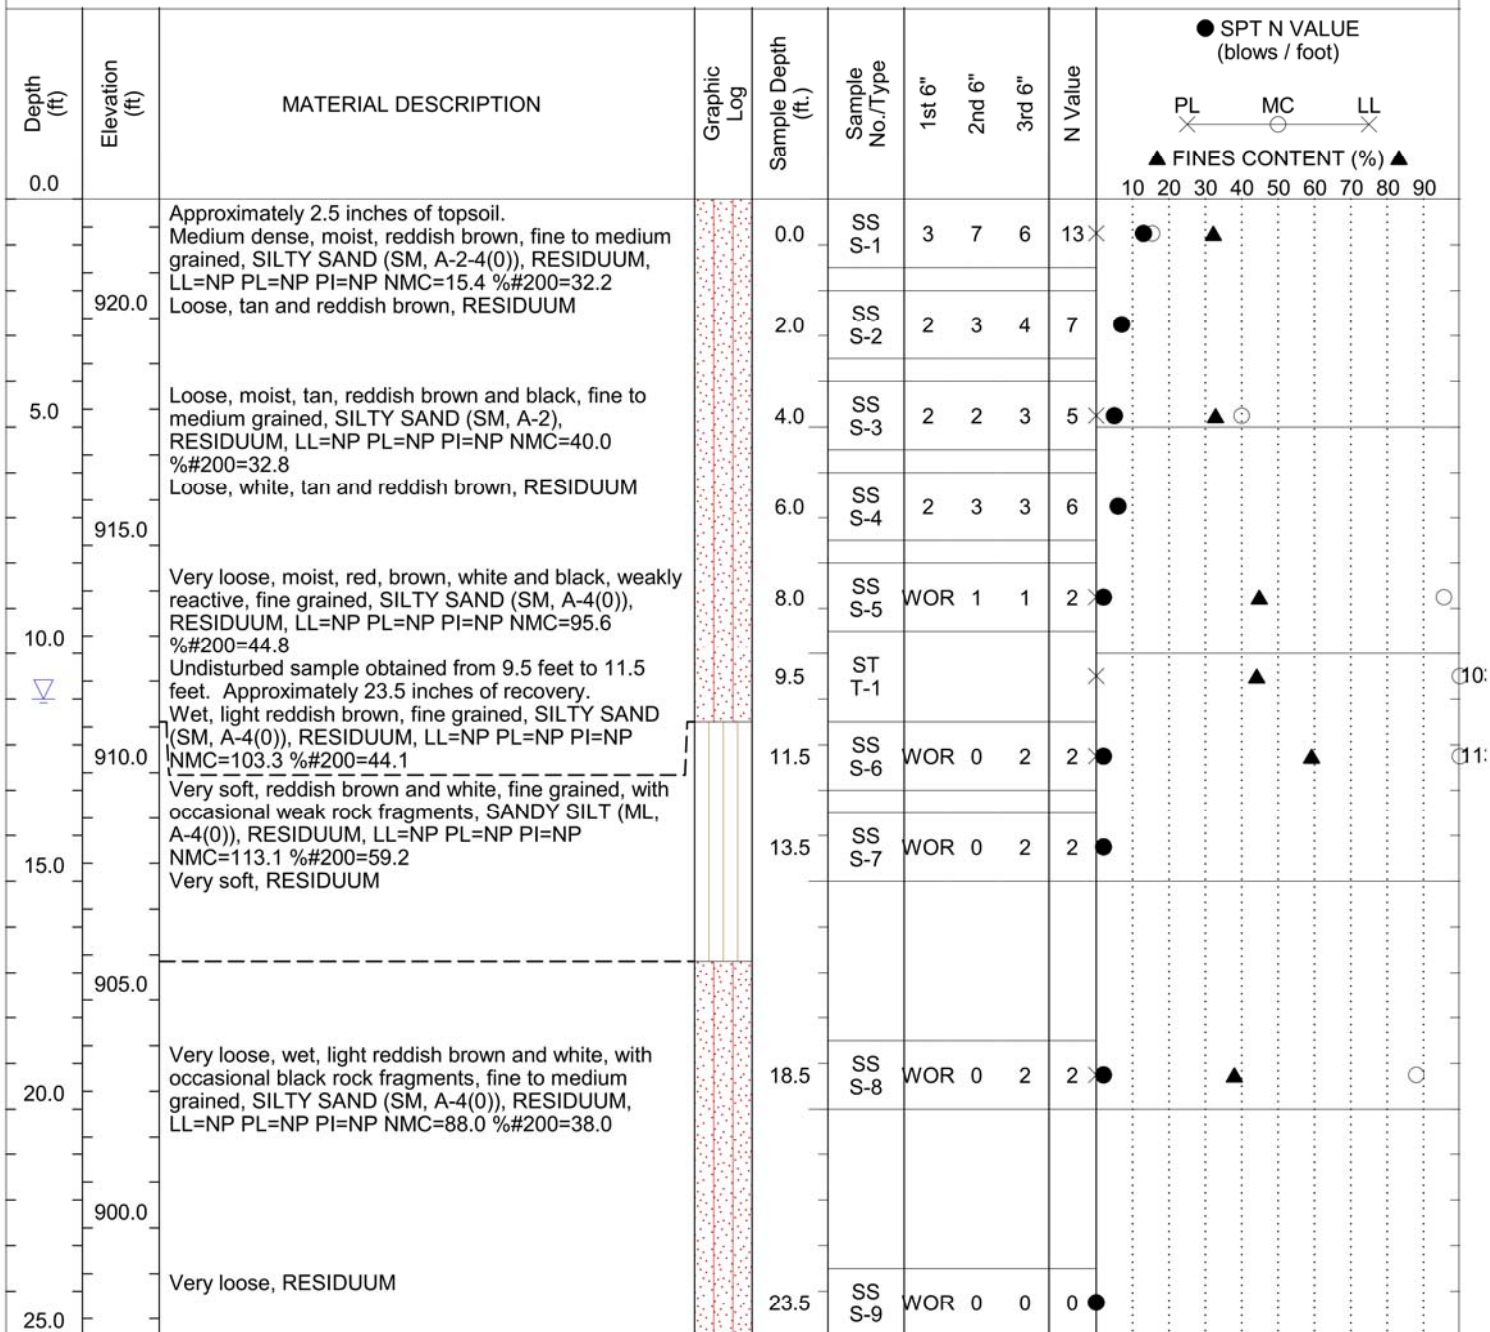 ● SPT N VALUE
(blows / foot)
Depth (ft)
Elevation (ft)
MATERIAL DESCRIPTION
Graphic Log
Sample Depth (ft.)
Sample No./Type
1st 6"
2nd 6"
3rd 6"
N Value
PL MC LL
▲ FINES CONTENT (%) ▲
0.0
10 20 30 40 50 60 70 80 90
Approximately 2.5 inches of topsoil.
Medium dense, moist, reddish brown, fine to medium
grained, SILTY SAND (SM, A-2-4(0)), RESIDUUM,
LL=NP PL=NP PI=NP NMC=15.4 %#200=32.2
0.0 SS S-1 3 7 6 13
920.0
Loose, tan and reddish brown, RESIDUUM
2.0 SS S-2 2 3 4 7
5.0
Loose, moist, tan, reddish brown and black, fine to
medium grained, SILTY SAND (SM, A-2),
RESIDUUM, LL=NP PL=NP PI=NP NMC=40.0
%#200=32.8
4.0 SS S-3 2 2 3 5
Loose, white, tan and reddish brown, RESIDUUM
6.0 SS S-4 2 3 3 6
915.0
Very loose, moist, red, brown, white and black, weakly
reactive, fine grained, SILTY SAND (SM, A-4(0)),
RESIDUUM, LL=NP PL=NP PI=NP NMC=95.6
%#200=44.8
8.0 SS S-5 WOR 1 1 2
10.0
Undisturbed sample obtained from 9.5 feet to 11.5
feet. Approximately 23.5 inches of recovery.
Wet, light reddish brown, fine grained, SILTY SAND
(SM, A-4(0)), RESIDUUM, LL=NP PL=NP PI=NP
NMC=103.3 %#200=44.1
9.5 ST T-1
910.0
Very soft, reddish brown and white, fine grained, with
occasional weak rock fragments, SANDY SILT (ML,
A-4(0)), RESIDUUM, LL=NP PL=NP PI=NP
NMC=113.1 %#200=59.2
11.5 SS S-6 WOR 0 2 2
15.0
Very soft, RESIDUUM
13.5 SS S-7 WOR 0 2 2
905.0
Very loose, wet, light reddish brown and white, with
occasional black rock fragments, fine to medium
grained, SILTY SAND (SM, A-4(0)), RESIDUUM,
LL=NP PL=NP PI=NP NMC=88.0 %#200=38.0
18.5 SS S-8 WOR 0 2 2
20.0
900.0
Very loose, RESIDUUM
23.5 SS S-9 WOR 0 0 0
25.0